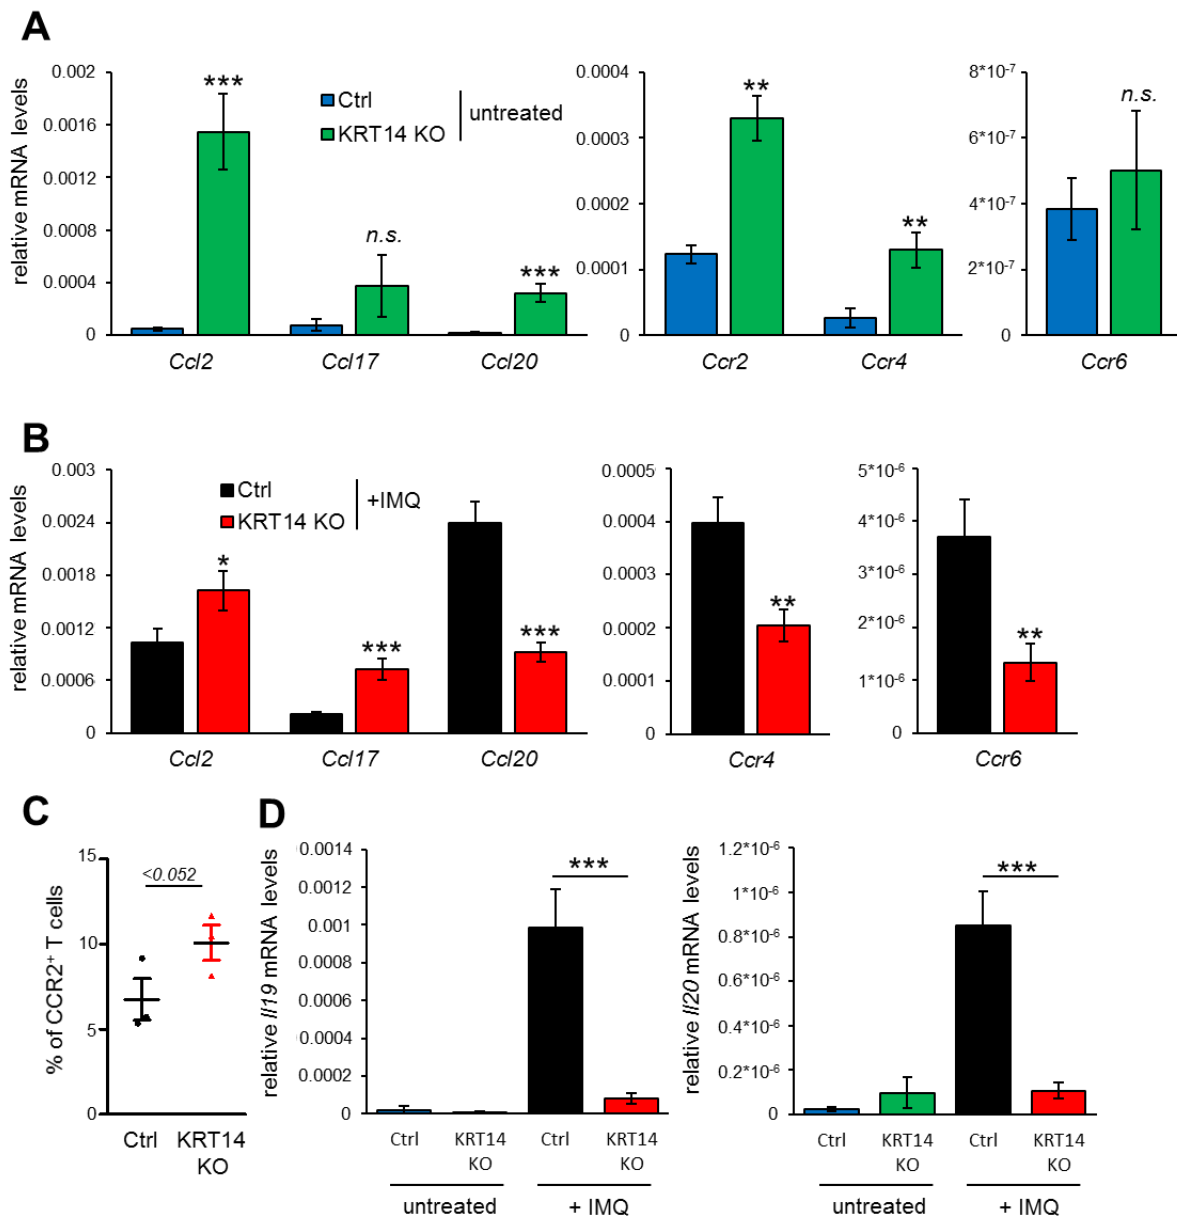 A
relative mRNA levels
0.002
0.0016
0.0012
0.0008
0.0004
0
***
n.s.
***
Ctrl
KRT14 KO
untreated
Ccl2
Ccl17
Ccl20
0.0004
0.0003
0.0002
0.0001
0
**
**
Ccr2
Ccr4
8*10-7
6*10-7
4*10-7
2*10-7
0
n.s.
Ccr6
B
relative mRNA levels
0.003
0.0024
0.0018
0.0012
0.0006
0
*
***
***
Ctrl
KRT14 KO
+IMQ
Ccl2
Ccl17
Ccl20
0.0005
0.0004
0.0003
0.0002
0.0001
0
**
Ccr4
5*10-6
4*10-6
3*10-6
2*10-6
1*10-6
0
**
Ccr6
C
% of CCR2+ T cells
15
10
5
0
<0.052
Ctrl
KRT14
KO
D
relative Il19 mRNA levels
0.0014
0.0012
0.001
0.0008
0.0006
0.0004
0.0002
0
***
Ctrl
KRT14
KO
Ctrl
KRT14
KO
untreated
+ IMQ
relative Il20 mRNA levels
1.2*10-6
1*10-6
0.8*10-6
0.6*10-6
0.4*10-6
0.2*10-6
0
***
Ctrl
KRT14
KO
Ctrl
KRT14
KO
untreated
+ IMQ